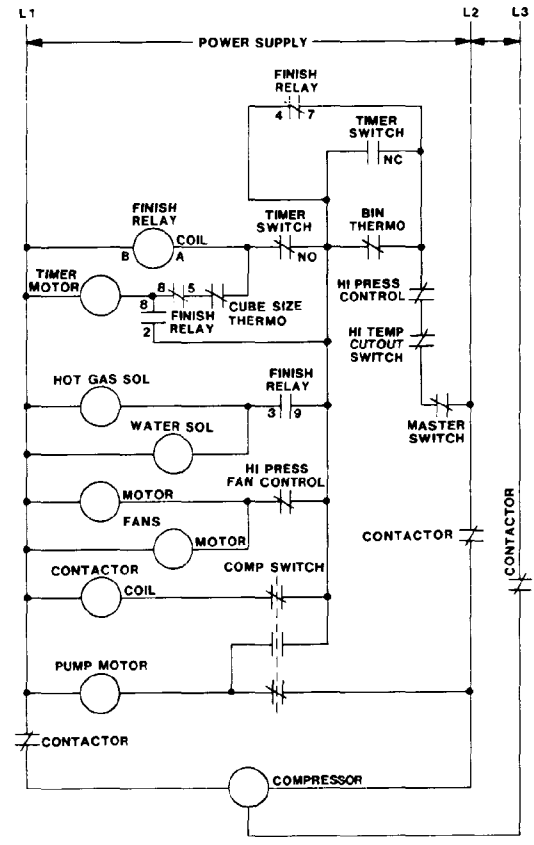 L1
L2
L3
POWER SUPPLY
FINISH
RELAY
4 7
TIMER
SWITCH
NC
FINISH
RELAY
COIL
B A
TIMER
SWITCH
NO
BIN
THERMO
TIMER
MOTOR
8
8 5
FINISH
RELAY
CUBE SIZE
THERMO
2
HI PRESS
CONTROL
HI TEMP
CUTOUT
SWITCH
HOT GAS SOL
FINISH
RELAY
3 9
MASTER
SWITCH
WATER SOL
MOTOR
HI PRESS
FAN CONTROL
FANS
MOTOR
CONTACTOR
CONTACTOR
CONTACTOR
COIL
COMP SWITCH
PUMP MOTOR
CONTACTOR
COMPRESSOR